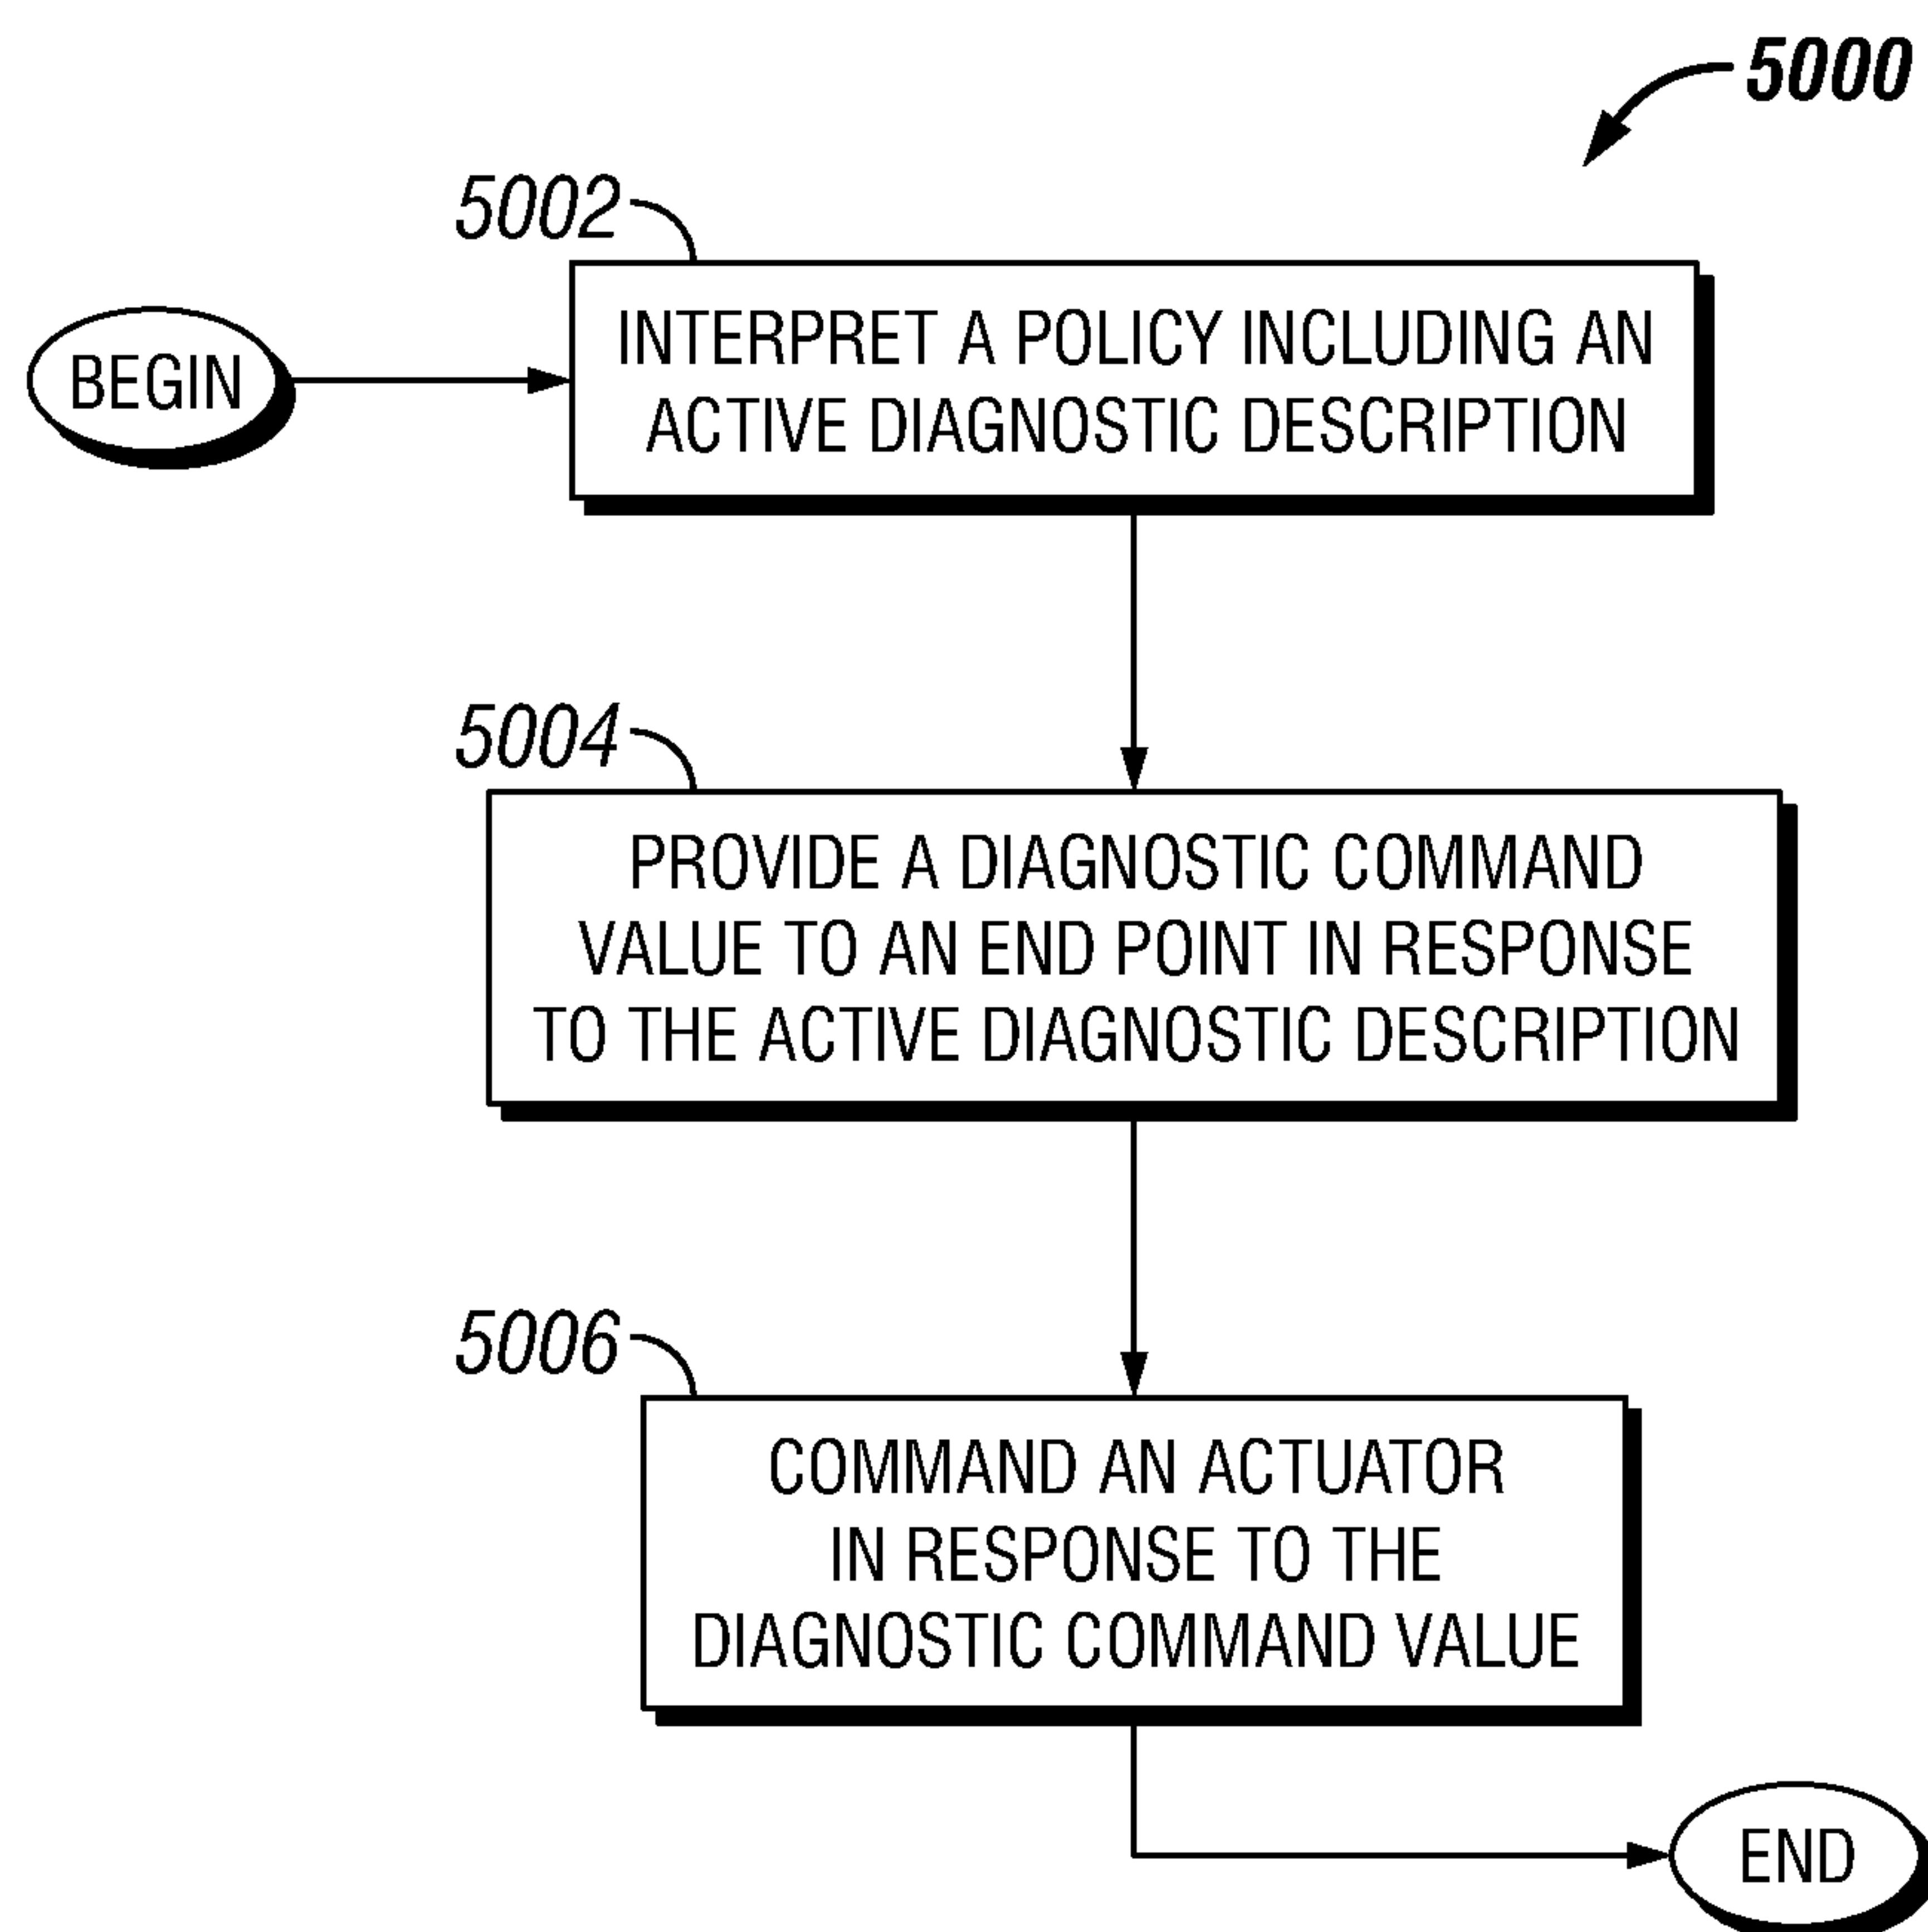 5000
5002
BEGIN
INTERPRET A POLICY INCLUDING AN
ACTIVE DIAGNOSTIC DESCRIPTION
5004
PROVIDE A DIAGNOSTIC COMMAND
VALUE TO AN END POINT IN RESPONSE
TO THE ACTIVE DIAGNOSTIC DESCRIPTION
5006
COMMAND AN ACTUATOR
IN RESPONSE TO THE
DIAGNOSTIC COMMAND VALUE
END